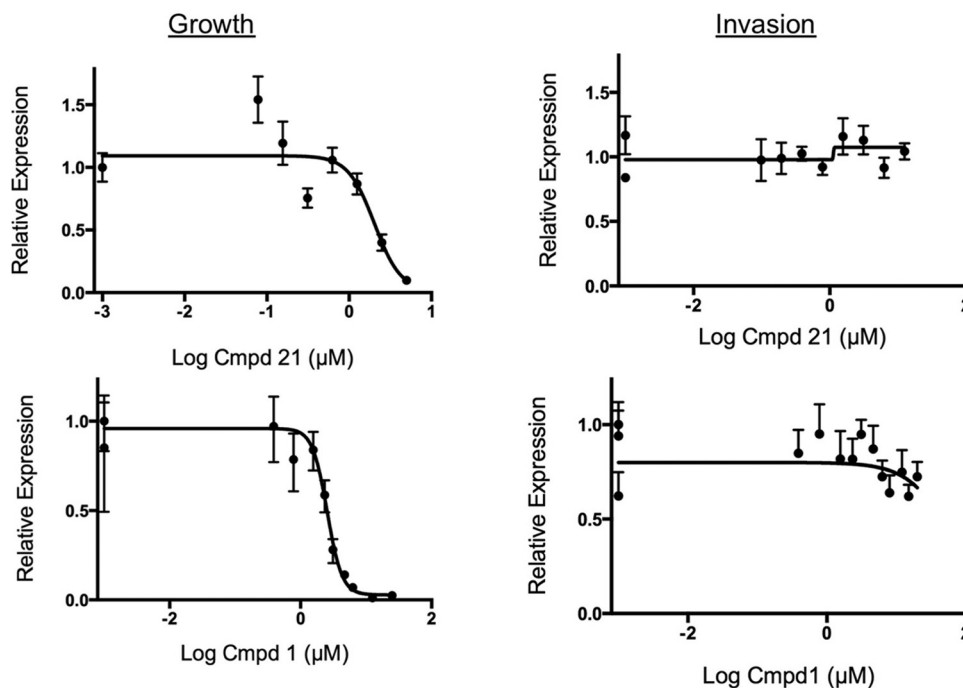 Growth
Invasion
Relative Expression
1.5
1.0
0.5
0.0
-3
-2
-1
0
1
Log Cmpd 21 (µM)
Relative Expression
1.5
1.0
0.5
0.0
-2
0
2
Log Cmpd 21 (µM)
Relative Expression
1.0
0.5
0.0
-2
0
2
Log Cmpd 1 (µM)
Relative Expression
1.0
0.5
0.0
-2
0
2
Log Cmpd1 (µM)